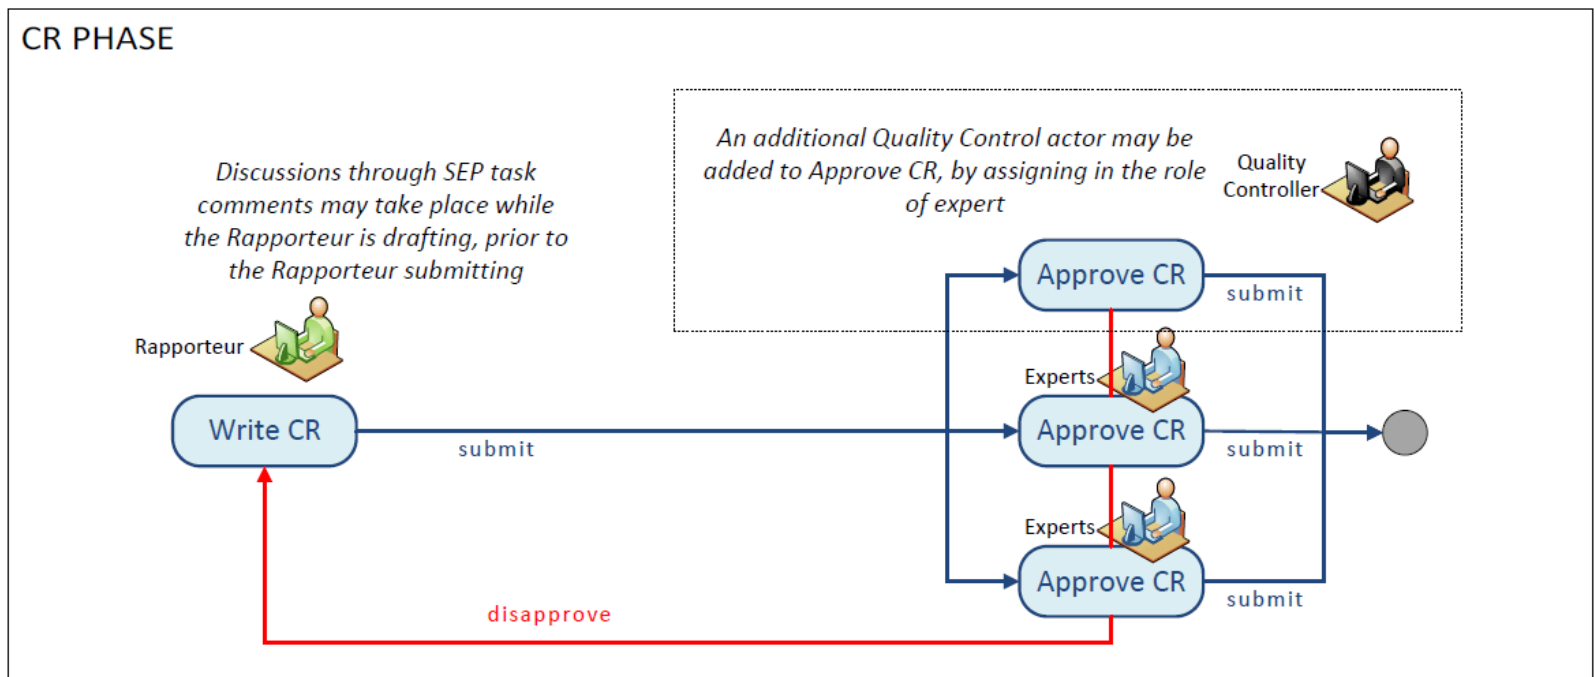 CR PHASE
An additional Quality Control actor may be
added to Approve CR, by assigning in the role
of expert
Quality
Controller
Discussions through SEP task
comments may take place while
the Rapporteur is drafting, prior to
the Rapporteur submitting
Rapporteur
Approve CR
submit
Experts
Write CR
submit
Approve CR
submit
Experts
Approve CR
submit
disapprove